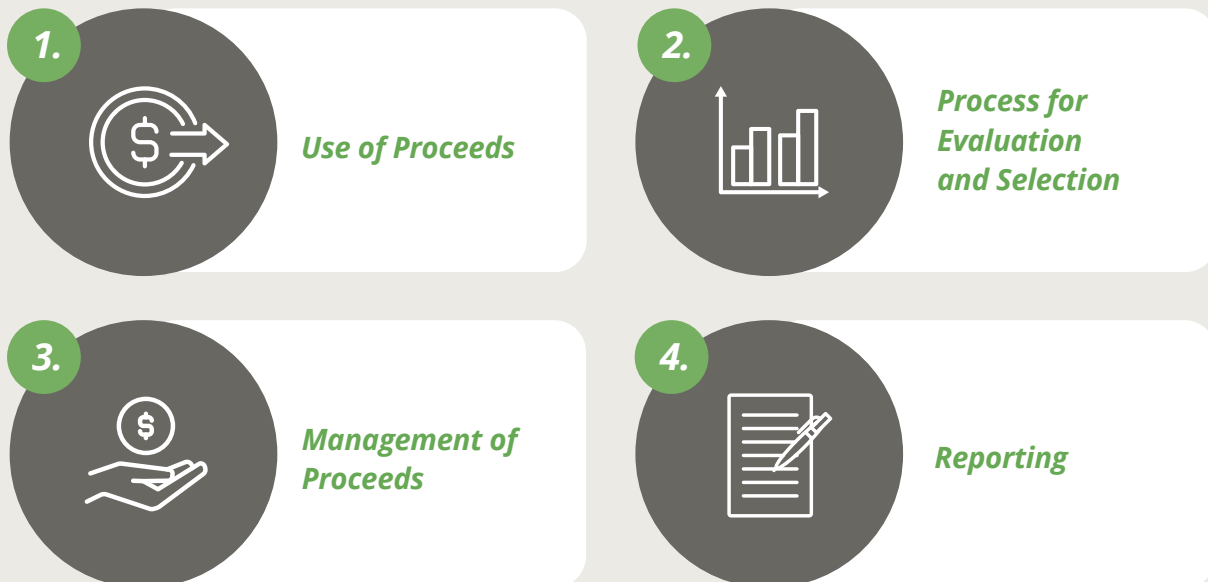 1.
Use of Proceeds
2.
Process for
Evaluation
and Selection
3.
Management of
Proceeds
4.
Reporting